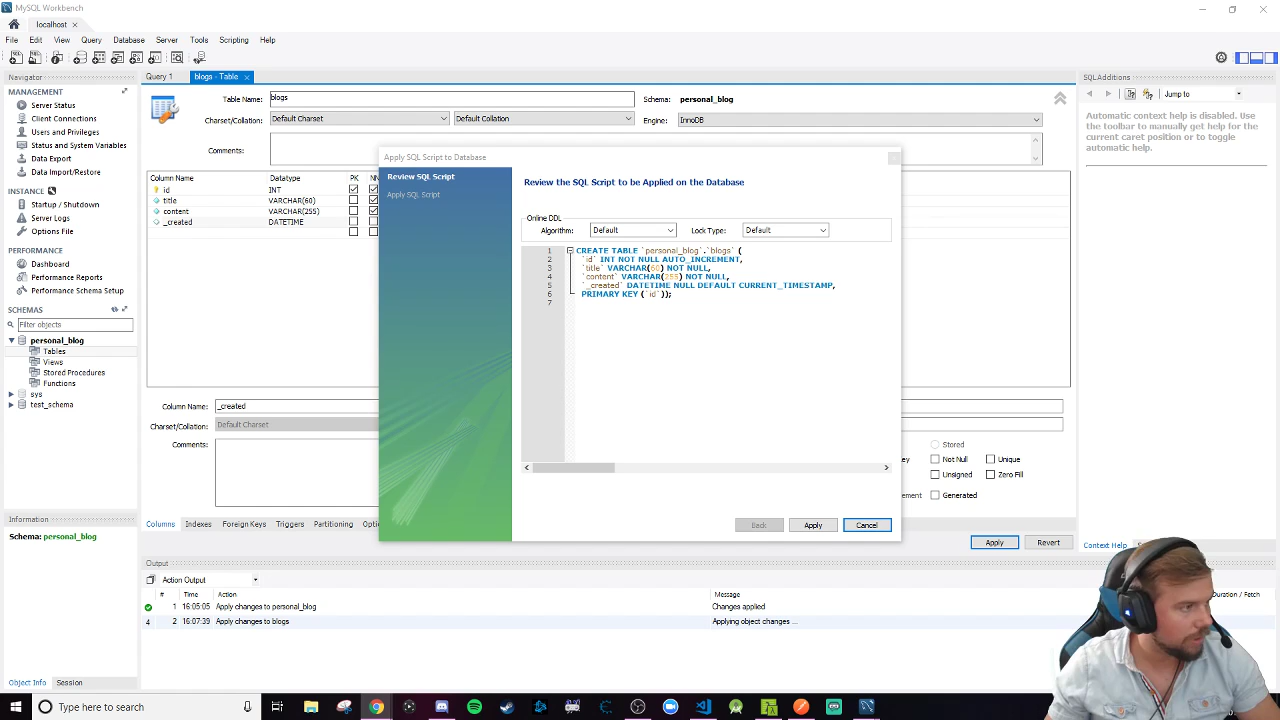 MySQL Workbench
localhost
File Edit View Query Database Server Tools Scripting Help
Navigator
MANAGEMENT
Server Status
Client Connections
Users and Privileges
Status and System Variables
Data Export
Data Import/Restore
INSTANCE
Startup / Shutdown
Server Logs
Options File
PERFORMANCE
Dashboard
Performance Reports
Performance Schema Setup
SCHEMAS
Filter objects
personal_blog
Tables
Views
Stored Procedures
Functions
sys
test_schema
Information
Schema: personal_blog
Object Info Session
Query 1 blogs - Table
Table Name: blogs Schema: personal_blog
Charset/Collation: Default Charset Default Collation Engine: InnoDB
Comments:
Column Name Datatype PK NN
id INT
title VARCHAR(60)
content VARCHAR(255)
_created DATETIME
Column Name: _created
Charset/Collation: Default Charset
Comments:
Stored
Not Null Unique
Unsigned Zero Fill
Generated
Columns Indexes Foreign Keys Triggers Partitioning
Apply Revert
Apply SQL Script to Database
Review SQL Script
Apply SQL Script
Review the SQL Script to be Applied on the Database
Online DDL
Algorithm: Default Lock Type: Default
1 CREATE TABLE `personal_blog`.`blogs` (
2 `id` INT NOT NULL AUTO_INCREMENT,
3 `title` VARCHAR(60) NOT NULL,
4 `content` VARCHAR(255) NOT NULL,
5 `_created` DATETIME NULL DEFAULT CURRENT_TIMESTAMP,
6 PRIMARY KEY (`id`));
7
Back Apply Cancel
SQLAdditions
Jump to
Automatic context help is disabled. Use
the toolbar to manually get help for the
current caret position or to toggle
automatic help.
Context Help
Output
Action Output
# Time Action Message Duration / Fetch
1 16:05:05 Apply changes to personal_blog Changes applied
2 16:07:39 Apply changes to blogs Applying object changes ...
Type here to search